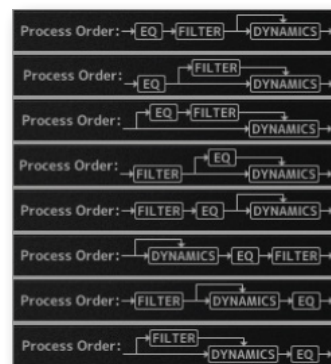 Process Order: EQ FILTER DYNAMICS
Process Order: EQ FILTER DYNAMICS
Process Order: EQ FILTER DYNAMICS
Process Order: FILTER EQ DYNAMICS
Process Order: FILTER EQ DYNAMICS
Process Order: DYNAMICS EQ FILTER
Process Order: FILTER DYNAMICS EQ
Process Order: FILTER DYNAMICS EQ